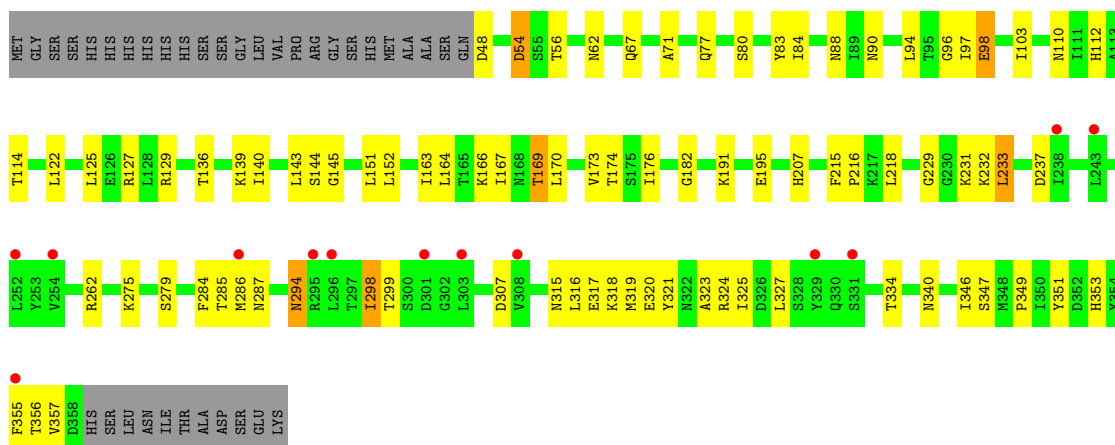 MET GLY SER SER HIS HIS HIS HIS HIS HIS SER SER GLY LEU VAL PRO ARG GLY SER HIS MET ALA ALA SER GLN D48 D54 S55 T56 N62 Q67 A71 Q77 S80 Y83 I84 N88 I89 N90 L94 T95 G96 I97 E98 I103 N110 I111 H112 A113
T114 L122 L125 E126 R127 L128 R129 T136 K139 I140 L143 S144 G145 L151 L152 I163 L164 T165 K166 I167 N168 T169 L170 V173 T174 S175 I176 G182 K191 E195 H207 F215 P216 K217 L218 G229 G230 K231 K232 L233 D237 I238 L243
L252 Y253 V254 R262 K275 S279 F284 T285 M286 N287 N294 R295 L296 T297 I298 T299 S300 D301 G302 L303 D307 V308 N315 L316 E317 K318 M319 E320 Y321 N322 A323 R324 I325 D326 L327 S328 Y329 Q330 S331 T334 N340 I346 S347 M348 P349 I350 Y351 D352 H353 Y354
F355 T356 V357 D358 HIS SER LEU ASN ILE THR ALA ASP SER GLU LYS